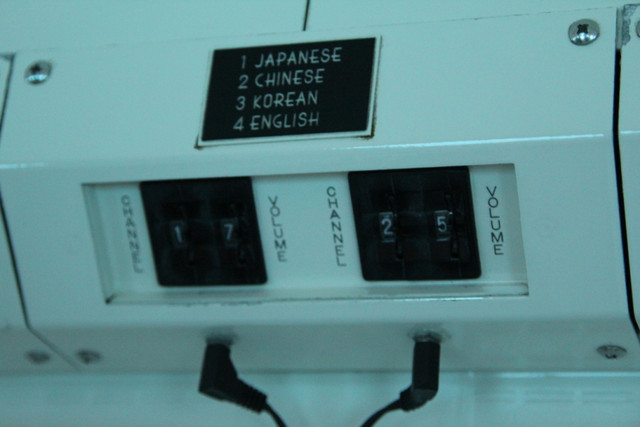 1 JAPANESE
2 CHINESE
3 KOREAN
4 ENGLISH
CHANNEL
1 7
VOLUME
CHANNEL
2 5
VOLUME